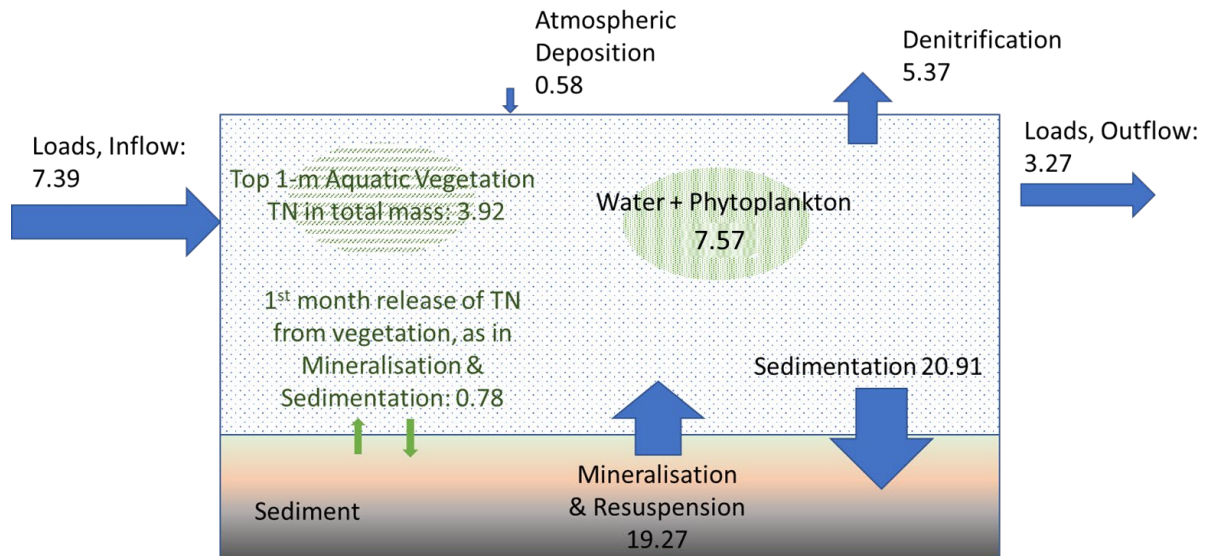 Atmospheric
Deposition
0.58
Denitrification
5.37
Loads, Inflow:
7.39
Loads, Outflow:
3.27
Top 1-m Aquatic Vegetation
TN in total mass: 3.92
Water + Phytoplankton
7.57
1st month release of TN
from vegetation, as in
Mineralisation &
Sedimentation: 0.78
Sedimentation 20.91
Mineralisation
& Resuspension
19.27
Sediment